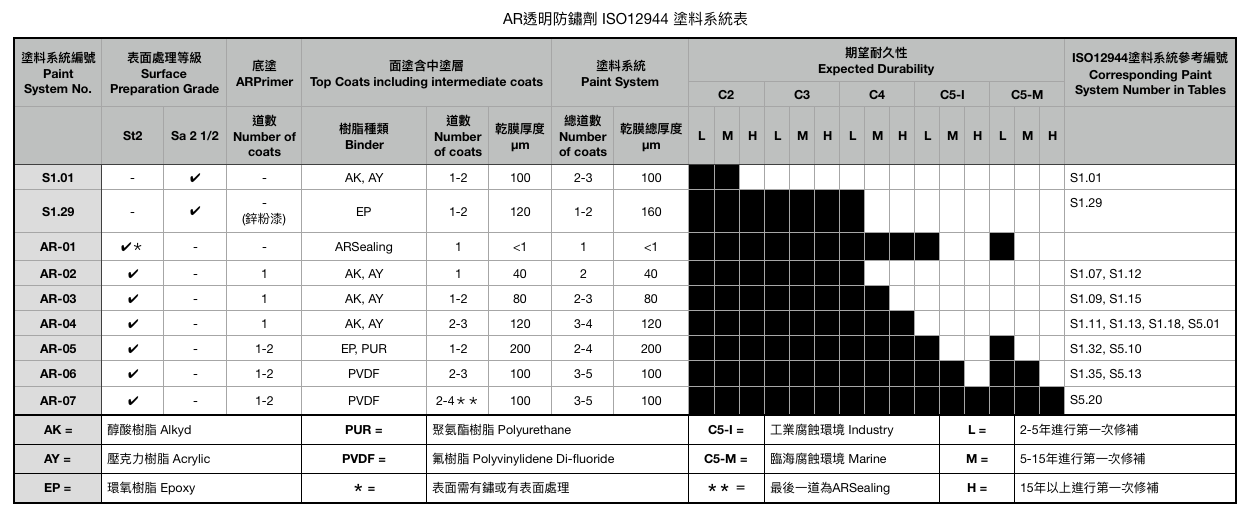 AR透明防鏽劑 ISO12944 塗料系統表
塗料系統編號
Paint
System No.
表面處理等級
Surface
Preparation Grade
底塗
ARPrimer
面塗含中塗層
Top Coats including intermediate coats
塗料系統
Paint System
期望耐久性
Expected Durability
ISO12944塗料系統參考編號
Corresponding Paint
System Number in Tables
C2 C3 C4 C5-I C5-M
St2 Sa 2 1/2
道數
Number of
coats
樹脂種類
Binder
道數
Number
of coats
乾膜厚度
μm
總道數
Number
of coats
乾膜總厚度
μm
L M H L M H L M H L M H L M H
S1.01 - ✔ - AK, AY 1-2 100 2-3 100 S1.01
S1.29 - ✔ -
(鋅粉漆)
EP 1-2 120 1-2 160 S1.29
AR-01 ✔* - - ARSealing 1 <1 1 <1
AR-02 ✔ - 1 AK, AY 1 40 2 40 S1.07, S1.12
AR-03 ✔ - 1 AK, AY 1-2 80 2-3 80 S1.09, S1.15
AR-04 ✔ - 1 AK, AY 2-3 120 3-4 120 S1.11, S1.13, S1.18, S5.01
AR-05 ✔ - 1-2 EP, PUR 1-2 200 2-4 200 S1.32, S5.10
AR-06 ✔ - 1-2 PVDF 2-3 100 3-5 100 S1.35, S5.13
AR-07 ✔ - 1-2 PVDF 2-4** 100 3-5 100 S5.20
AK = 醇酸樹脂 Alkyd PUR = 聚氨酯樹脂 Polyurethane C5-I = 工業腐蝕環境 Industry L = 2-5年進行第一次修補
AY = 壓克力樹脂 Acrylic PVDF = 氟樹脂 Polyvinylidene Di-fluoride C5-M = 臨海腐蝕環境 Marine M = 5-15年進行第一次修補
EP = 環氧樹脂 Epoxy * = 表面需有鏽或有表面處理 ** = 最後一道為ARSealing H = 15年以上進行第一次修補